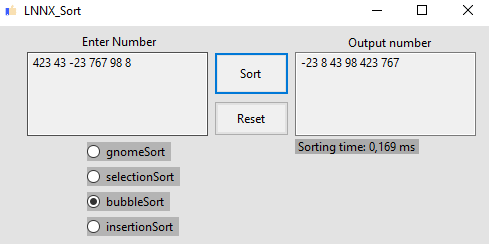 LNNX_Sort
Enter Number
Output number
423 43 -23 767 98 8
Sort
-23 8 43 98 423 767
Reset
Sorting time: 0,169 ms
gnomeSort
selectionSort
bubbleSort
insertionSort